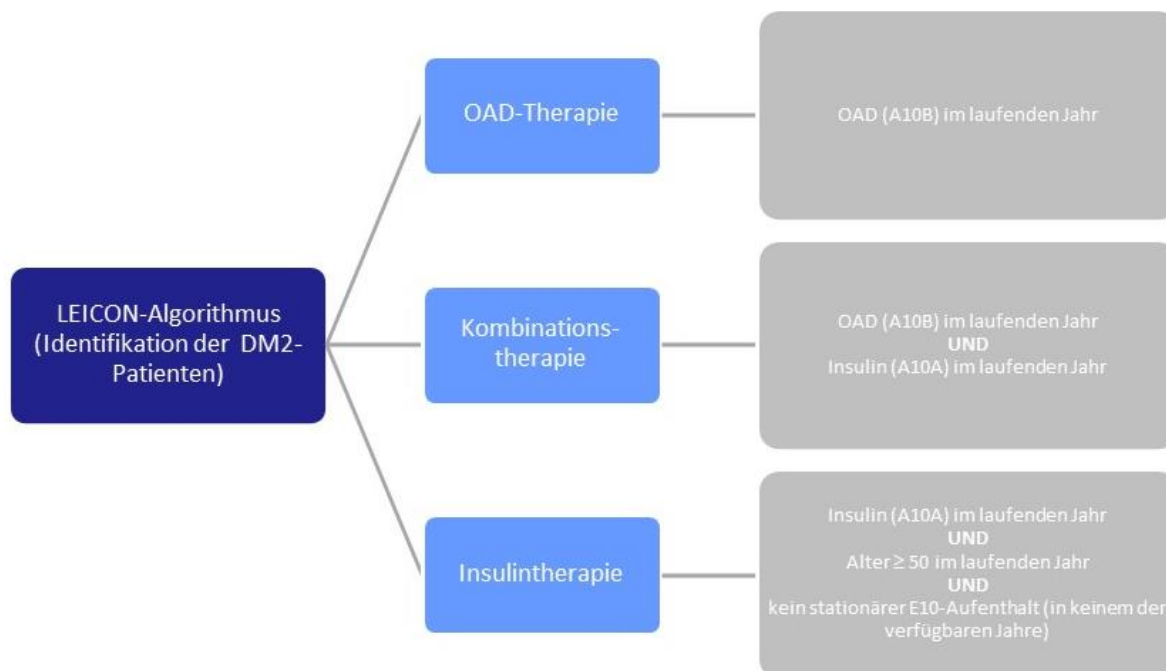 OAD-Therapie
OAD (A10B) im laufenden Jahr
LEICON-Algorithmus
(Identifikation der DM2-
Patienten)
Kombinations-
therapie
OAD (A10B) im laufenden Jahr
UND
Insulin (A10A) im laufenden Jahr
Insulintherapie
Insulin (A10A) im laufenden Jahr
UND
Alter ≥ 50 im laufenden Jahr
UND
kein stationärer E10-Aufenthalt (in keinem der
verfügbaren Jahre)